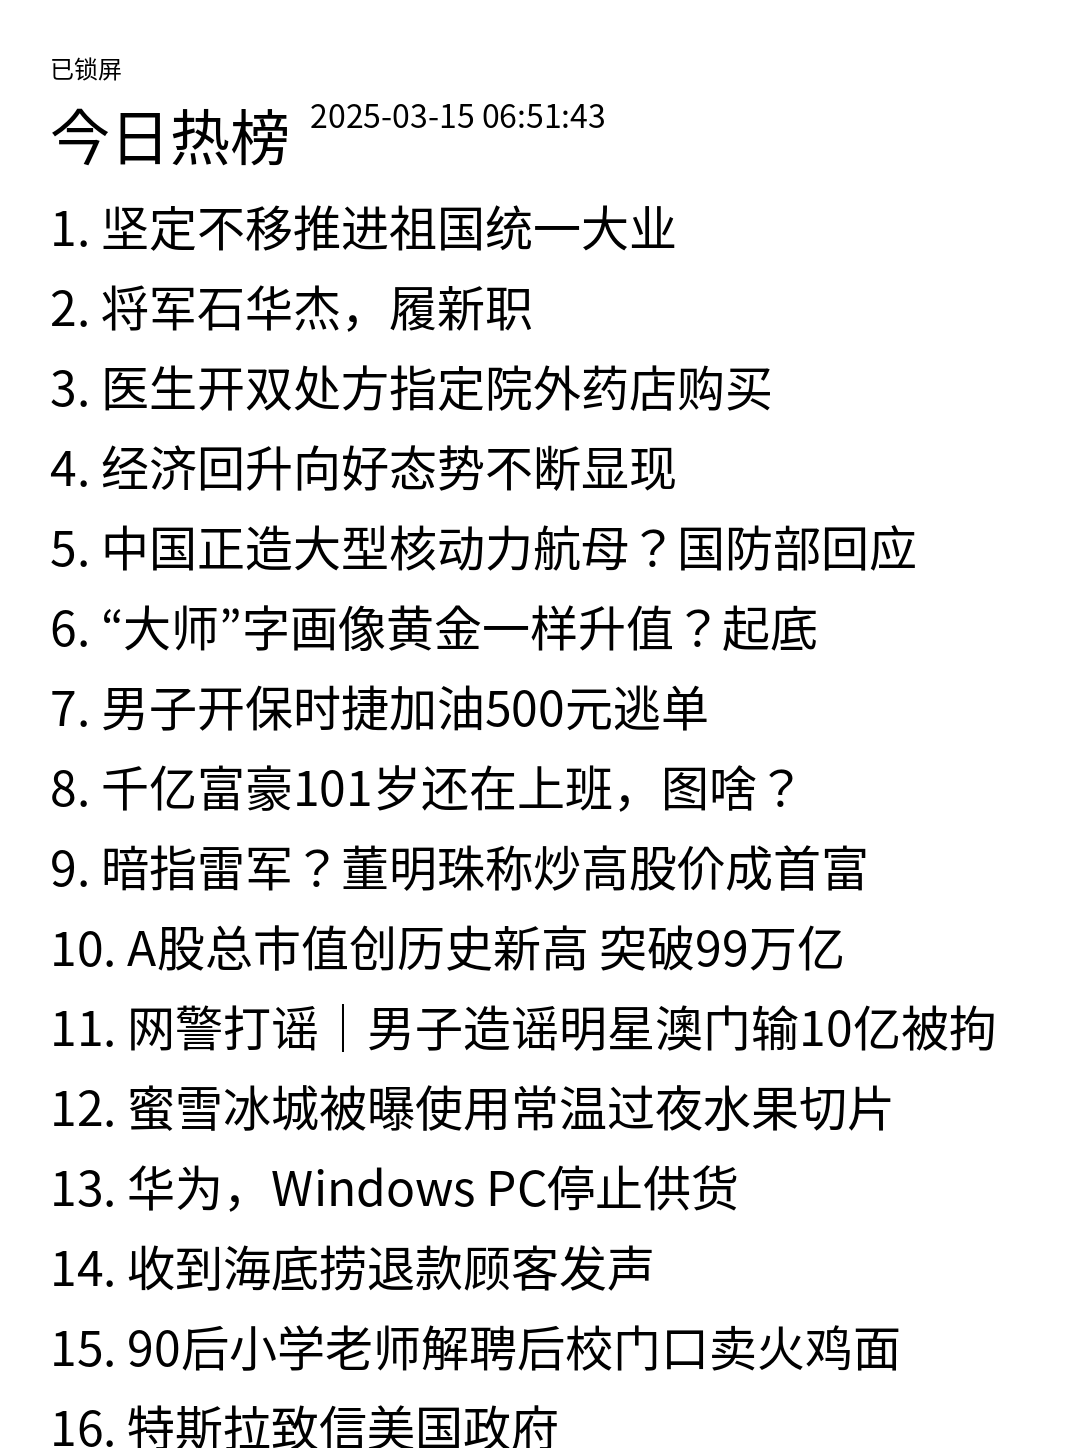 已锁屏
今日热榜 2025-03-15 06:51:43
1. 坚定不移推进祖国统一大业
2. 将军石华杰，履新职
3. 医生开双处方指定院外药店购买
4. 经济回升向好态势不断显现
5. 中国正造大型核动力航母？国防部回应
6. “大师”字画像黄金一样升值？起底
7. 男子开保时捷加油500元逃单
8. 千亿富豪101岁还在上班，图啥？
9. 暗指雷军？董明珠称炒高股价成首富
10. A股总市值创历史新高 突破99万亿
11. 网警打谣｜男子造谣明星澳门输10亿被拘
12. 蜜雪冰城被曝使用常温过夜水果切片
13. 华为，Windows PC停止供货
14. 收到海底捞退款顾客发声
15. 90后小学老师解聘后校门口卖火鸡面
16. 特斯拉致信美国政府